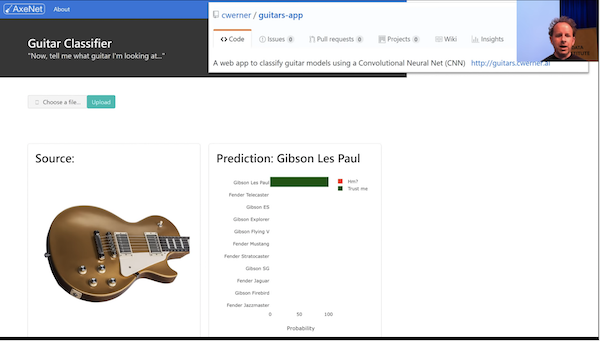 AxeNet
About
Guitar Classifier
"Now, tell me what guitar I'm looking at..."
cwerner / guitars-app
Code
Issues 0
Pull requests 0
Projects 0
Wiki
Insights
A web app to classify guitar models using a Convolutional Neural Net (CNN) http://guitars.cwerner.ai
Choose a file...
Upload
Source:
Prediction: Gibson Les Paul
Gibson Les Paul
Fender Telecaster
Gibson ES
Gibson Explorer
Gibson Flying V
Fender Mustang
Fender Stratocaster
Gibson SG
Fender Jaguar
Gibson Firebird
Fender Jazzmaster
0
50
100
Probability
Hm?
Trust me